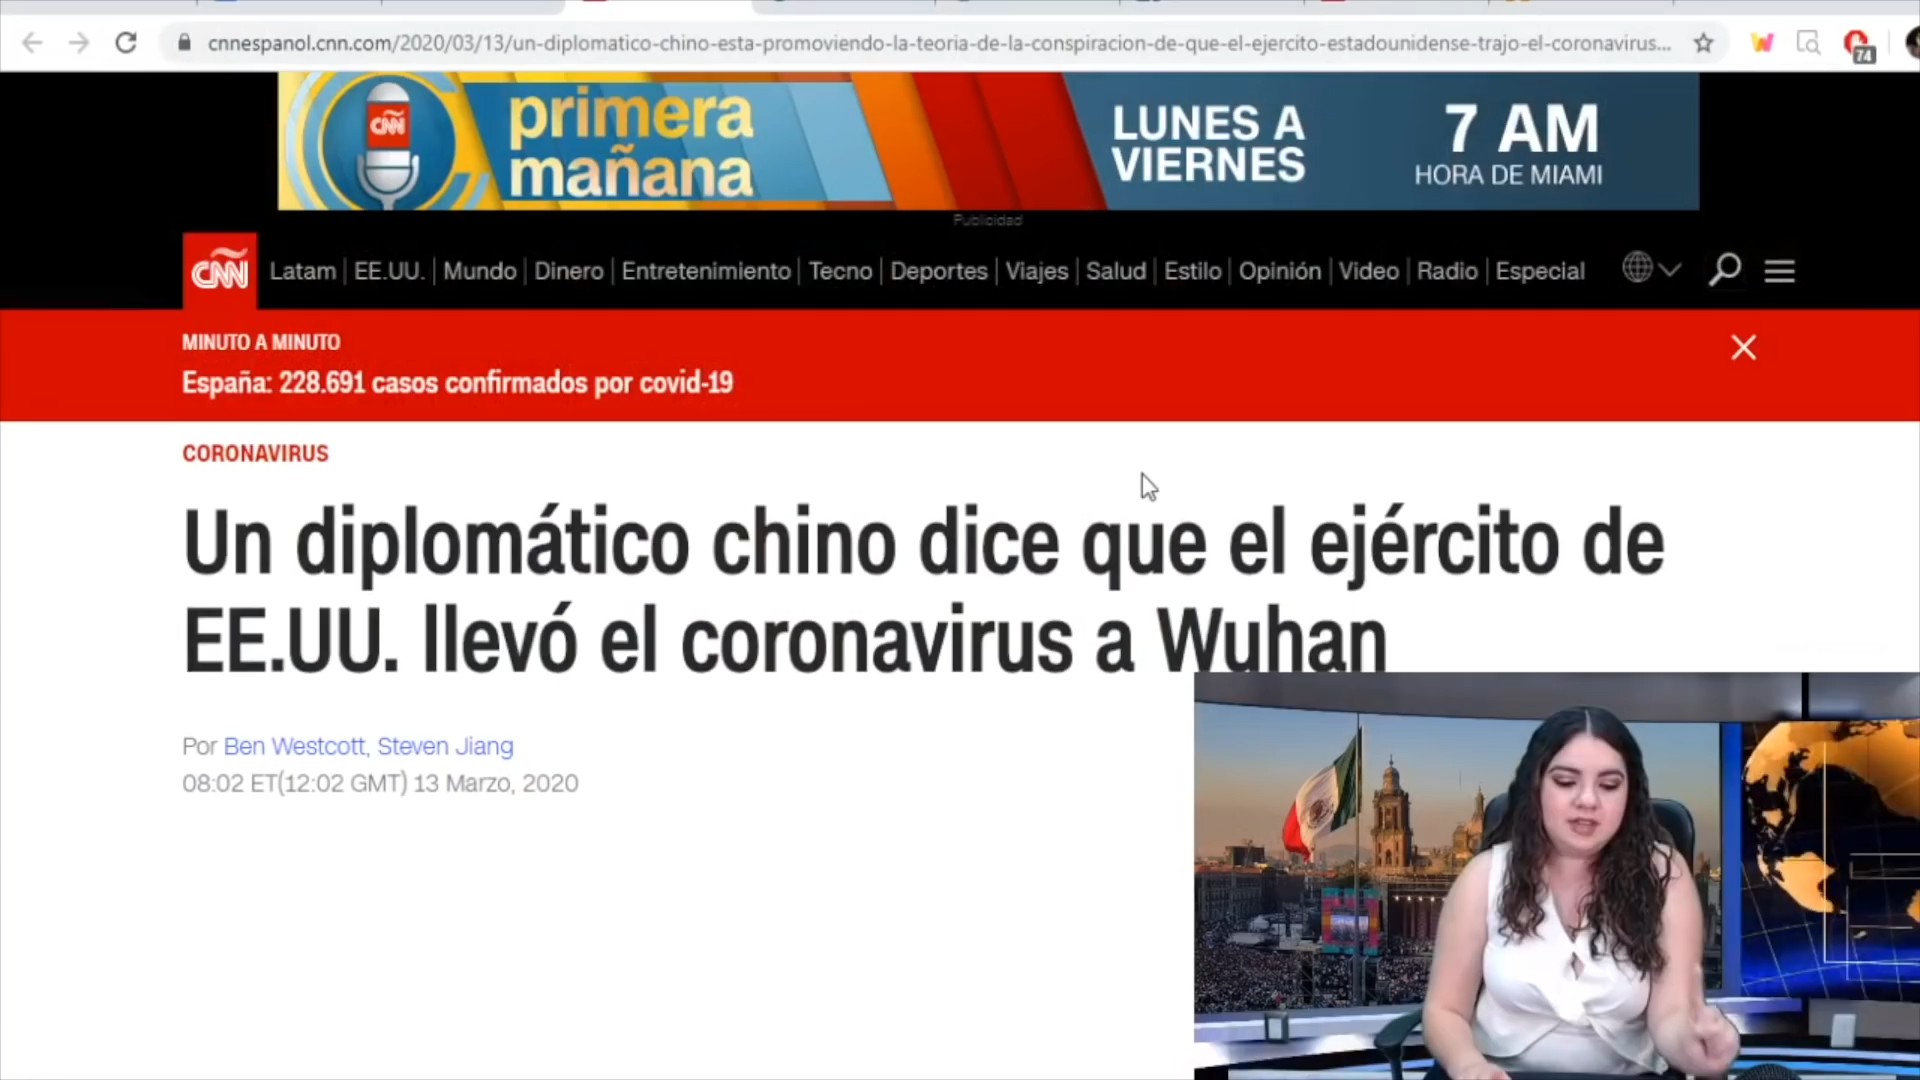 cnnespanol.cnn.com/2020/03/13/un-diplomatico-chino-esta-promoviendo-la-teoria-de-la-conspiracion-de-que-el-ejercito-estadounidense-trajo-el-coronavirus...
74
CNN
primera
mañana
LUNES A
VIERNES
7 AM
HORA DE MIAMI
Publicidad
CNN
Latam | EE.UU. | Mundo | Dinero | Entretenimiento | Tecno | Deportes | Viajes | Salud | Estilo | Opinión | Video | Radio | Especial
MINUTO A MINUTO
España: 228.691 casos confirmados por covid-19
CORONAVIRUS
Un diplomático chino dice que el ejército de
EE.UU. llevó el coronavirus a Wuhan
Por Ben Westcott, Steven Jiang
08:02 ET(12:02 GMT) 13 Marzo, 2020